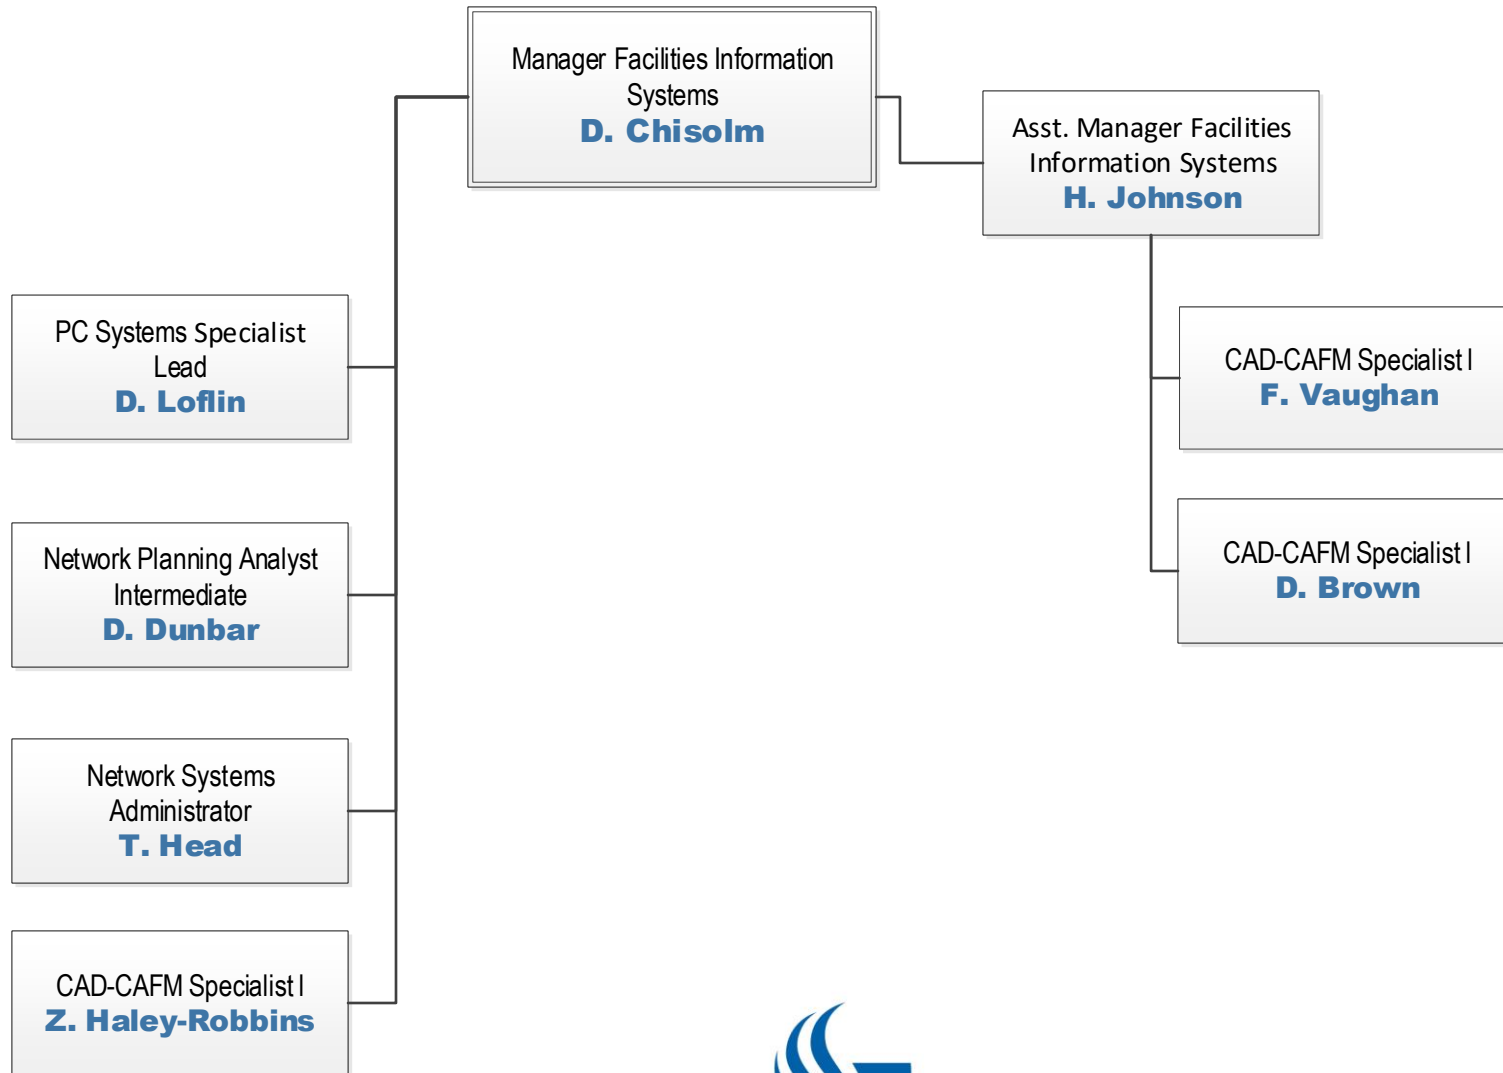 Manager Facilities Information
Systems
D. Chisolm
Asst. Manager Facilities
Information Systems
H. Johnson
PC Systems Specialist
Lead
D. Loflin
CAD-CAFM Specialist I
F. Vaughan
Network Planning Analyst
Intermediate
D. Dunbar
CAD-CAFM Specialist I
D. Brown
Network Systems
Administrator
T. Head
CAD-CAFM Specialist I
Z. Haley-Robbins